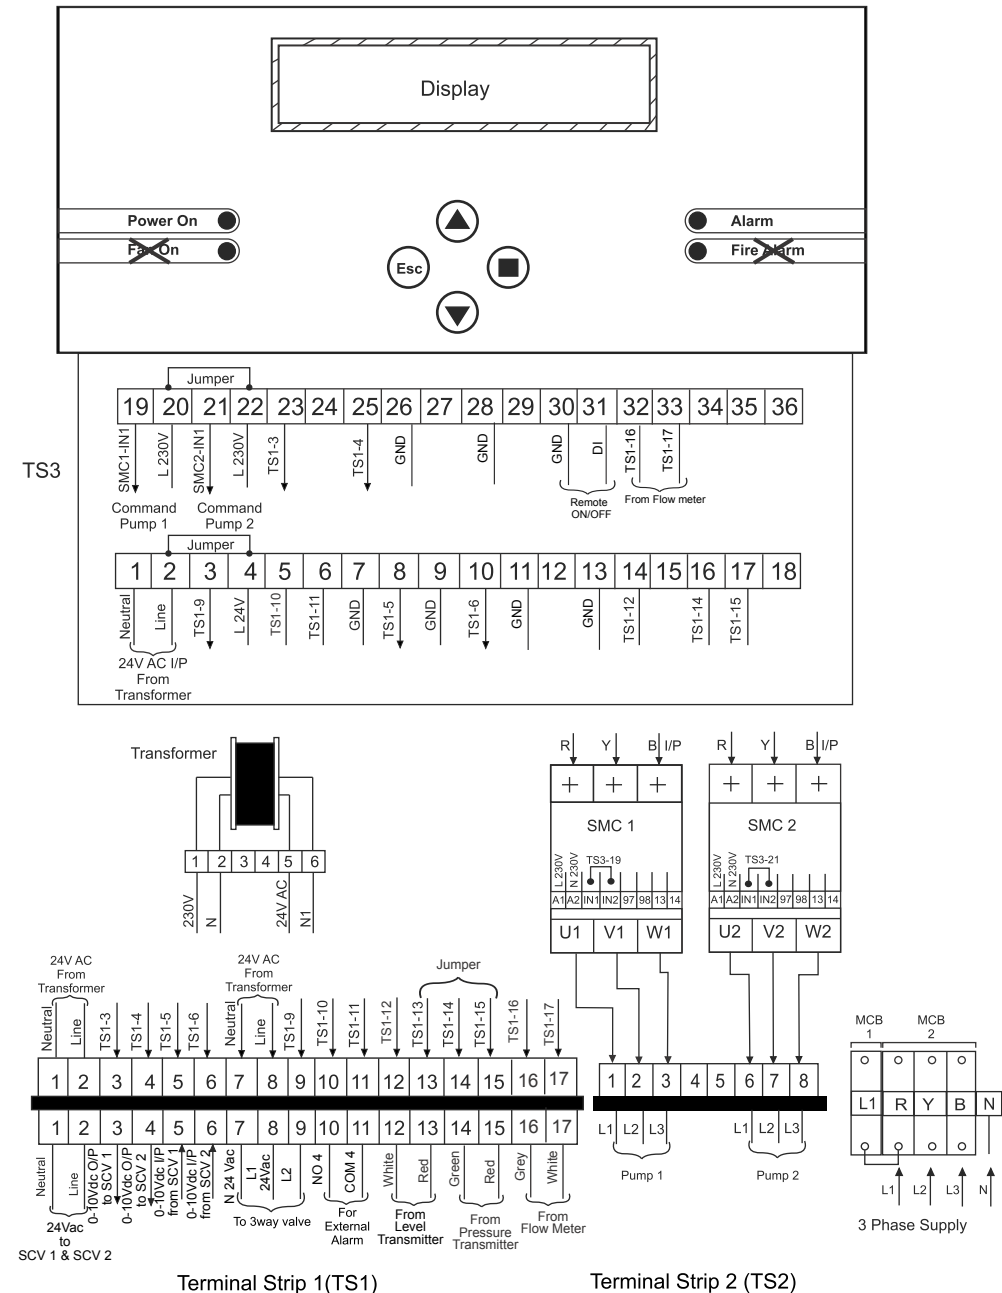 Display
Power On
Fan On
Alarm
Fire Alarm
Esc
TS3
Jumper
19 20 21 22 23 24 25 26 27 28 29 30 31 32 33 34 35 36
SMC1-IN1
L 230V
SMC2-IN1
L 230V
TS1-3
TS1-4
GND
GND
GND
DI
TS1-16
TS1-17
Command
Pump 1
Command
Pump 2
Remote
ON/OFF
From Flow meter
Jumper
1 2 3 4 5 6 7 8 9 10 11 12 13 14 15 16 17 18
Neutral
Line
TS1-9
L 24V
TS1-10
TS1-11
GND
TS1-5
GND
TS1-6
GND
GND
TS1-12
TS1-14
TS1-15
24V AC I/P
From
Transformer
Transformer
1 2 3 4 5 6
230V
N
24V AC
N1
R Y B I/P
SMC 1
L 230V
N 230V
TS3-19
A1 A2 IN1 IN2 97 98 13 14
U1 V1 W1
R Y B I/P
SMC 2
L 230V
N 230V
TS3-21
A1 A2 IN1 IN2 97 98 13 14
U2 V2 W2
24V AC
From
Transformer
24V AC
From
Transformer
Jumper
Neutral
Line
TS1-3
TS1-4
TS1-5
TS1-6
Neutral
Line
TS1-9
TS1-10
TS1-11
TS1-12
TS1-13
TS1-14
TS1-15
TS1-16
TS1-17
1 2 3 4 5 6 7 8 9 10 11 12 13 14 15 16 17
1 2 3 4 5 6 7 8 9 10 11 12 13 14 15 16 17
Neutral
Line
0-10Vdc O/P
to SCV 1
0-10Vdc O/P
to SCV 2
0-10Vdc I/P
from SCV 1
0-10Vdc I/P
from SCV 2
N 24 Vac
L1
24Vac
L2
NO 4
COM 4
White
Red
Green
Red
Grey
White
24Vac
to
SCV 1 & SCV 2
To 3way valve
For
External
Alarm
From
Level
Transmitter
From
Pressure
Transmitter
From
Flow Meter
Terminal Strip 1(TS1)
1 2 3 4 5 6 7 8
L1 L2 L3
L1 L2 L3
Pump 1
Pump 2
Terminal Strip 2 (TS2)
MCB
1
MCB
2
L1 R Y B N
L1 L2 L3 N
3 Phase Supply